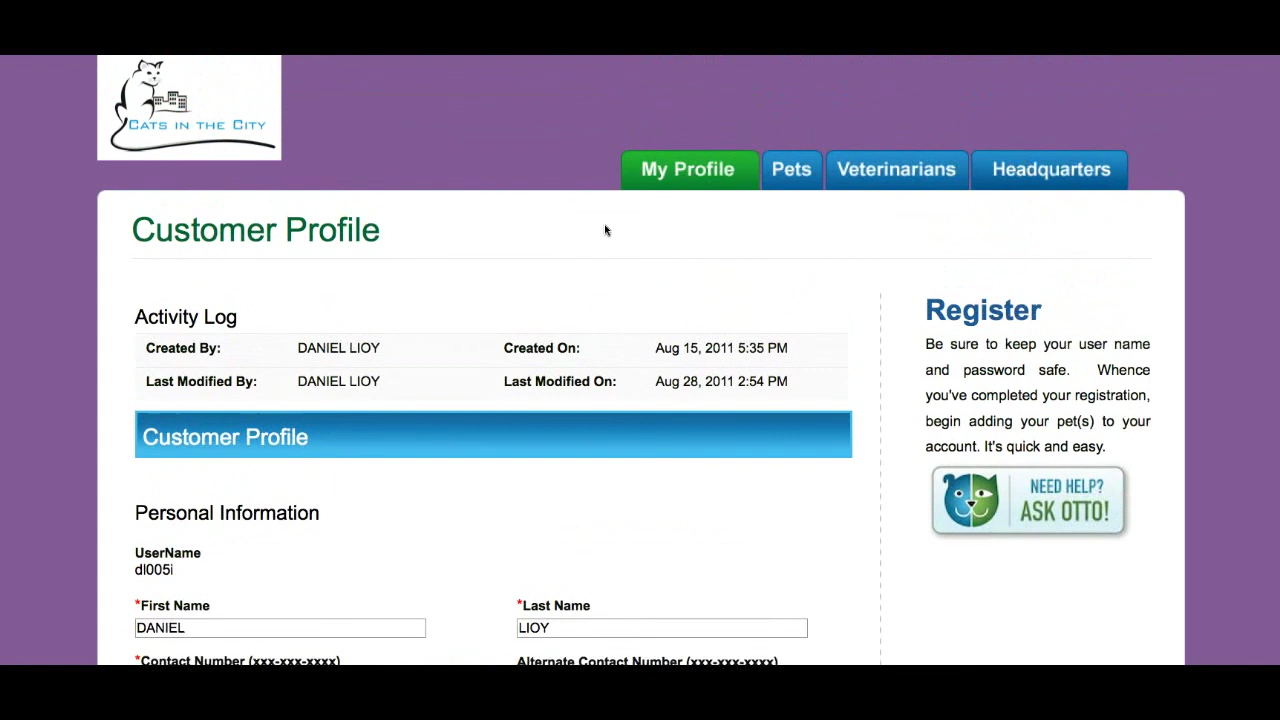 CATS IN THE CITY
My Profile Pets Veterinarians Headquarters
Customer Profile
Activity Log
Created By: DANIEL LIOY Created On: Aug 15, 2011 5:35 PM
Last Modified By: DANIEL LIOY Last Modified On: Aug 28, 2011 2:54 PM
Customer Profile
Personal Information
UserName
dl005i
*First Name *Last Name
DANIEL LIOY
*Contact Number (xxx-xxx-xxxx) Alternate Contact Number (xxx-xxx-xxxx)
Register
Be sure to keep your user name
and password safe. Whence
you've completed your registration,
begin adding your pet(s) to your
account. It's quick and easy.
NEED HELP?
ASK OTTO!